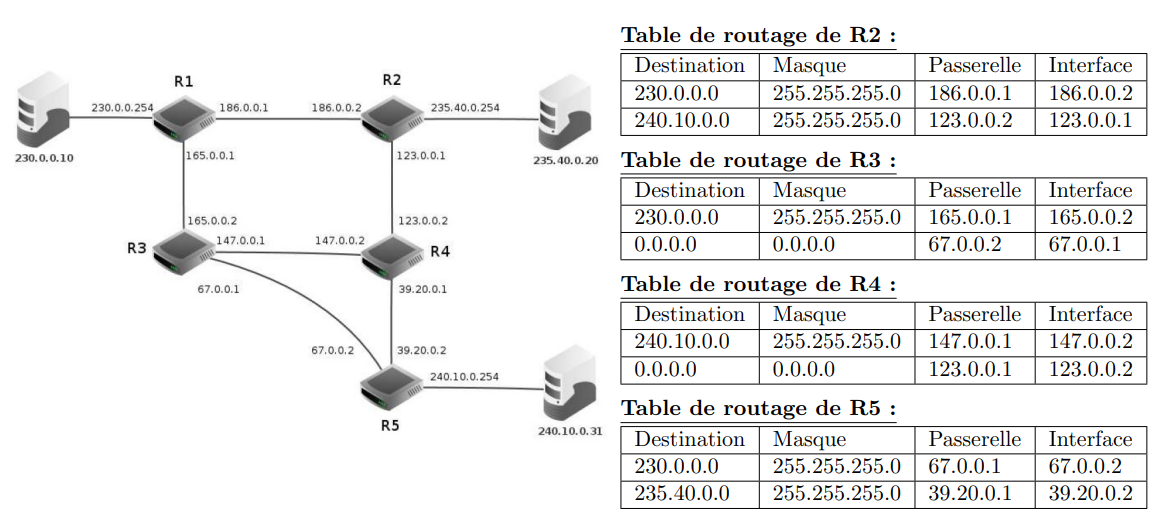 R1
R2
230.0.0.254
186.0.0.1
186.0.0.2
235.40.0.254
230.0.0.10
165.0.0.1
123.0.0.1
235.40.0.20
165.0.0.2
123.0.0.2
R3
147.0.0.1
147.0.0.2
R4
67.0.0.1
39.20.0.1
67.0.0.2
39.20.0.2
240.10.0.254
R5
240.10.0.31
Table de routage de R2 :
Destination Masque Passerelle Interface
230.0.0.0 255.255.255.0 186.0.0.1 186.0.0.2
240.10.0.0 255.255.255.0 123.0.0.2 123.0.0.1
Table de routage de R3 :
Destination Masque Passerelle Interface
230.0.0.0 255.255.255.0 165.0.0.1 165.0.0.2
0.0.0.0 0.0.0.0 67.0.0.2 67.0.0.1
Table de routage de R4 :
Destination Masque Passerelle Interface
240.10.0.0 255.255.255.0 147.0.0.1 147.0.0.2
0.0.0.0 0.0.0.0 123.0.0.1 123.0.0.2
Table de routage de R5 :
Destination Masque Passerelle Interface
230.0.0.0 255.255.255.0 67.0.0.1 67.0.0.2
235.40.0.0 255.255.255.0 39.20.0.1 39.20.0.2